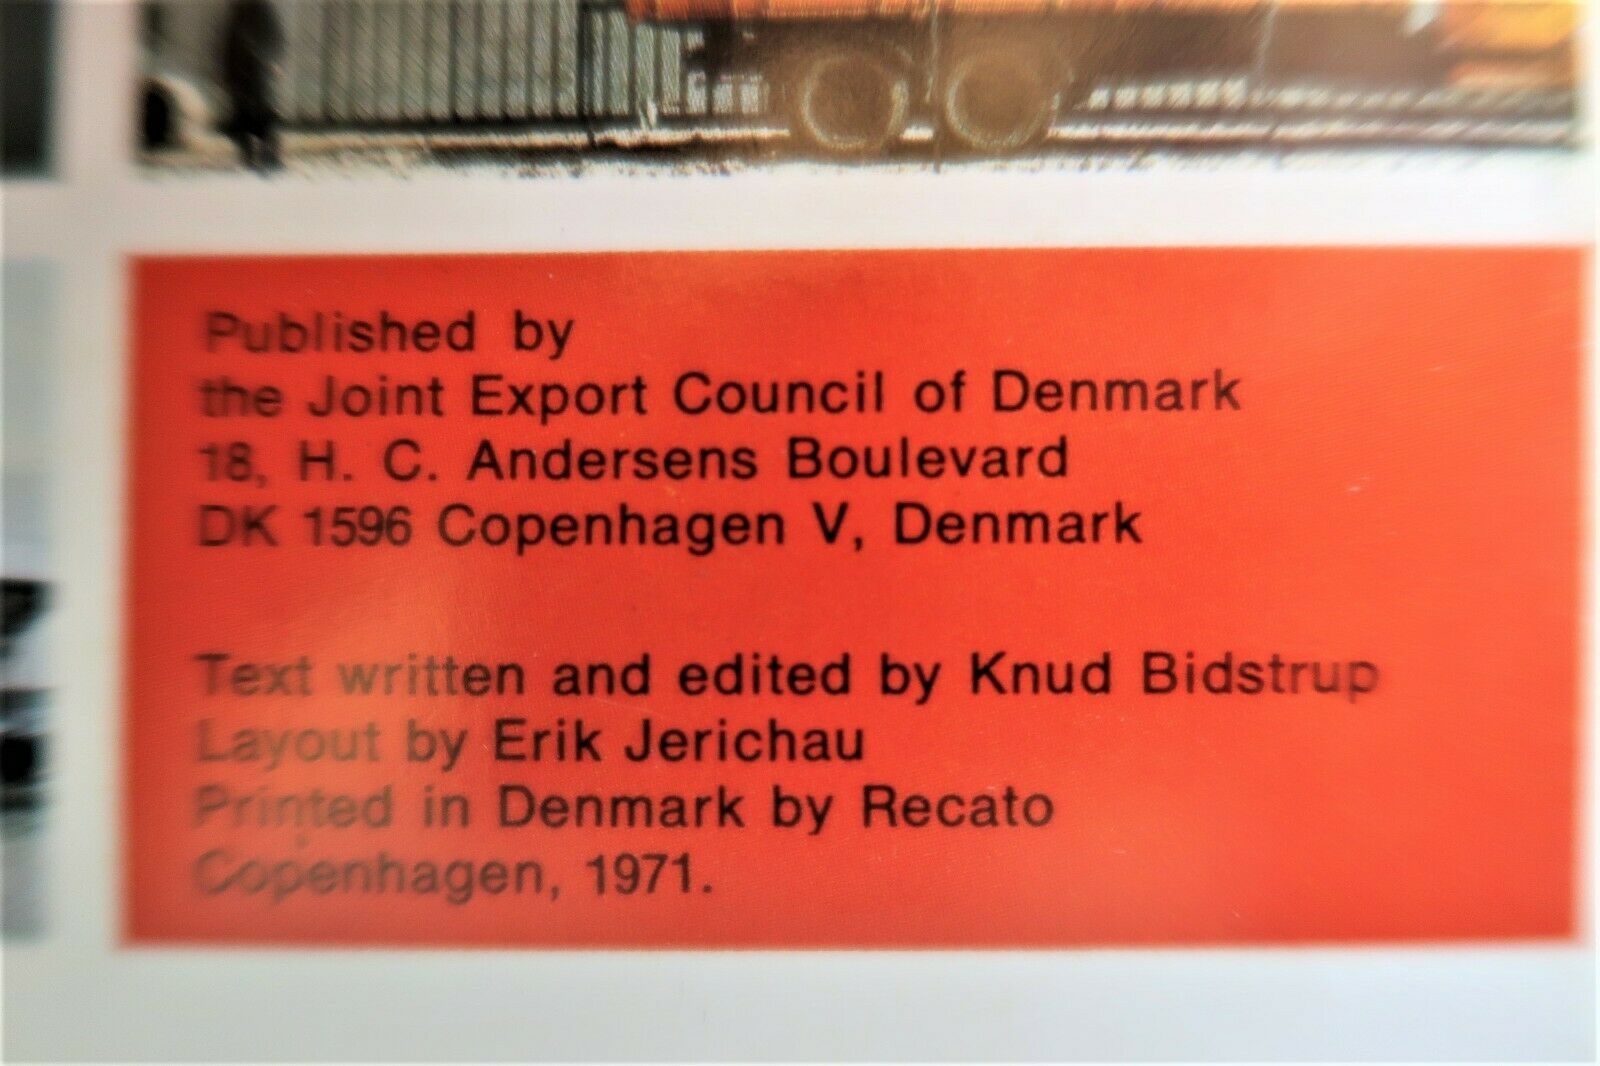 Published by
the Joint Export Council of Denmark
18, H. C. Andersens Boulevard
DK 1596 Copenhagen V, Denmark
Text written and edited by Knud Bidstrup
Layout by Erik Jerichau
Printed in Denmark by Recato
Copenhagen, 1971.